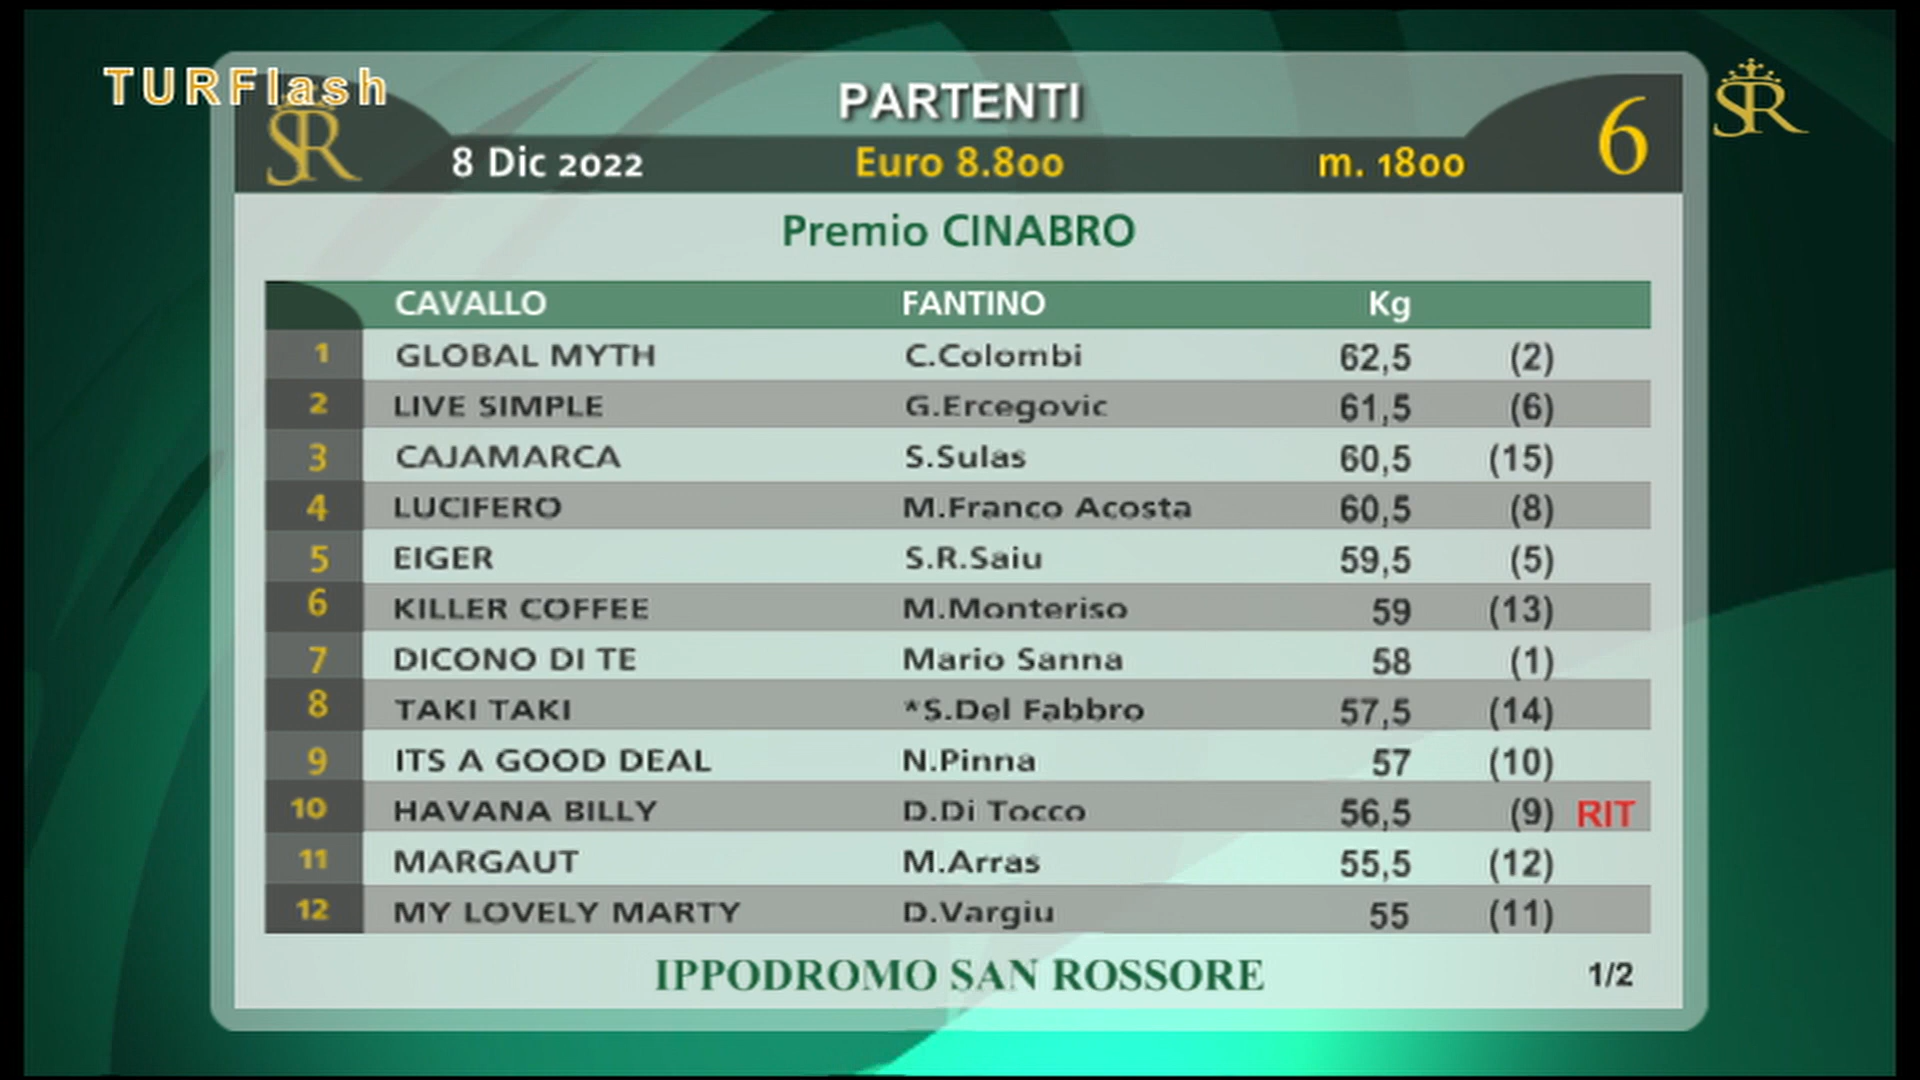 TURFlash
PARTENTI
SR
8 Dic 2022 Euro 8.800 m. 1800 6
SR
Premio CINABRO
CAVALLO FANTINO Kg
1 GLOBAL MYTH C.Colombi 62,5 (2)
2 LIVE SIMPLE G.Ercegovic 61,5 (6)
3 CAJAMARCA S.Sulas 60,5 (15)
4 LUCIFERO M.Franco Acosta 60,5 (8)
5 EIGER S.R.Saiu 59,5 (5)
6 KILLER COFFEE M.Monteriso 59 (13)
7 DICONO DI TE Mario Sanna 58 (1)
8 TAKI TAKI *S.Del Fabbro 57,5 (14)
9 ITS A GOOD DEAL N.Pinna 57 (10)
10 HAVANA BILLY D.Di Tocco 56,5 (9) RIT
11 MARGAUT M.Arras 55,5 (12)
12 MY LOVELY MARTY D.Vargiu 55 (11)
IPPODROMO SAN ROSSORE 1/2